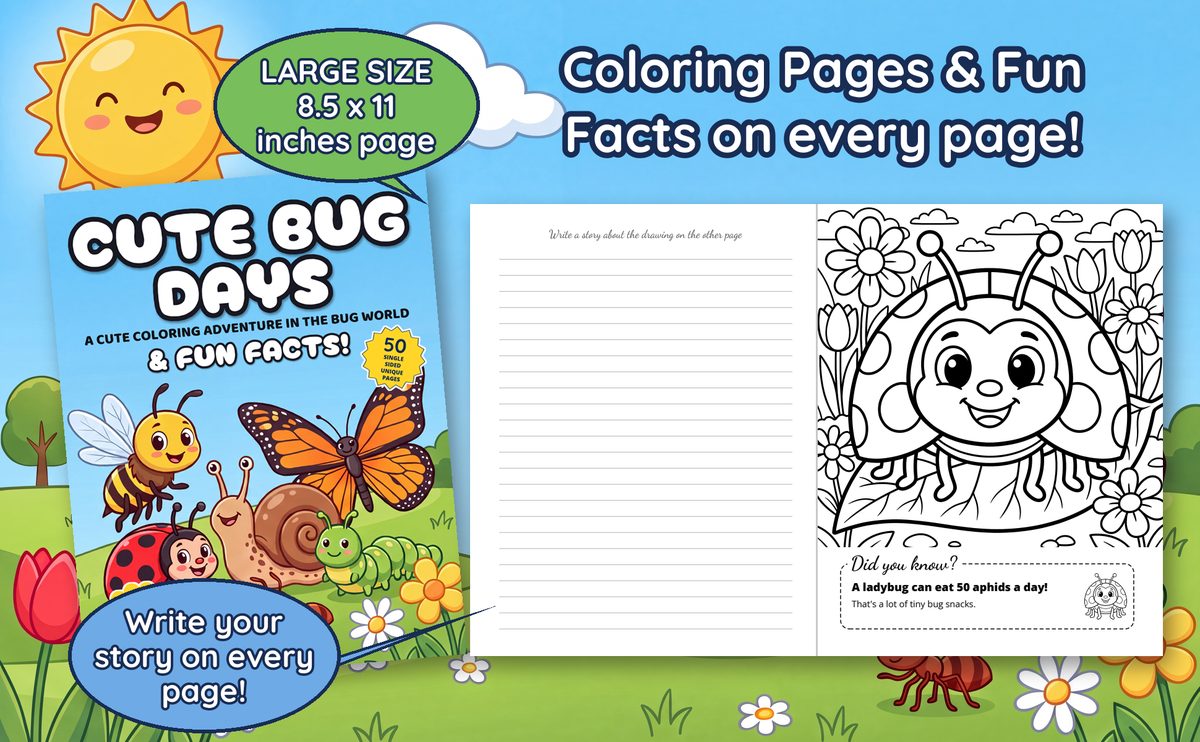 LARGE SIZE
8.5 x 11
inches page
Coloring Pages & Fun
Facts on every page!
CUTE BUG
DAYS
A CUTE COLORING ADVENTURE IN THE BUG WORLD
& FUN FACTS!
50
SINGLE
SIDED
UNIQUE
PAGES
Write your
story on every
page!
Write a story about the drawing on the other page
Did you know?
A ladybug can eat 50 aphids a day!
That's a lot of tiny bug snacks.